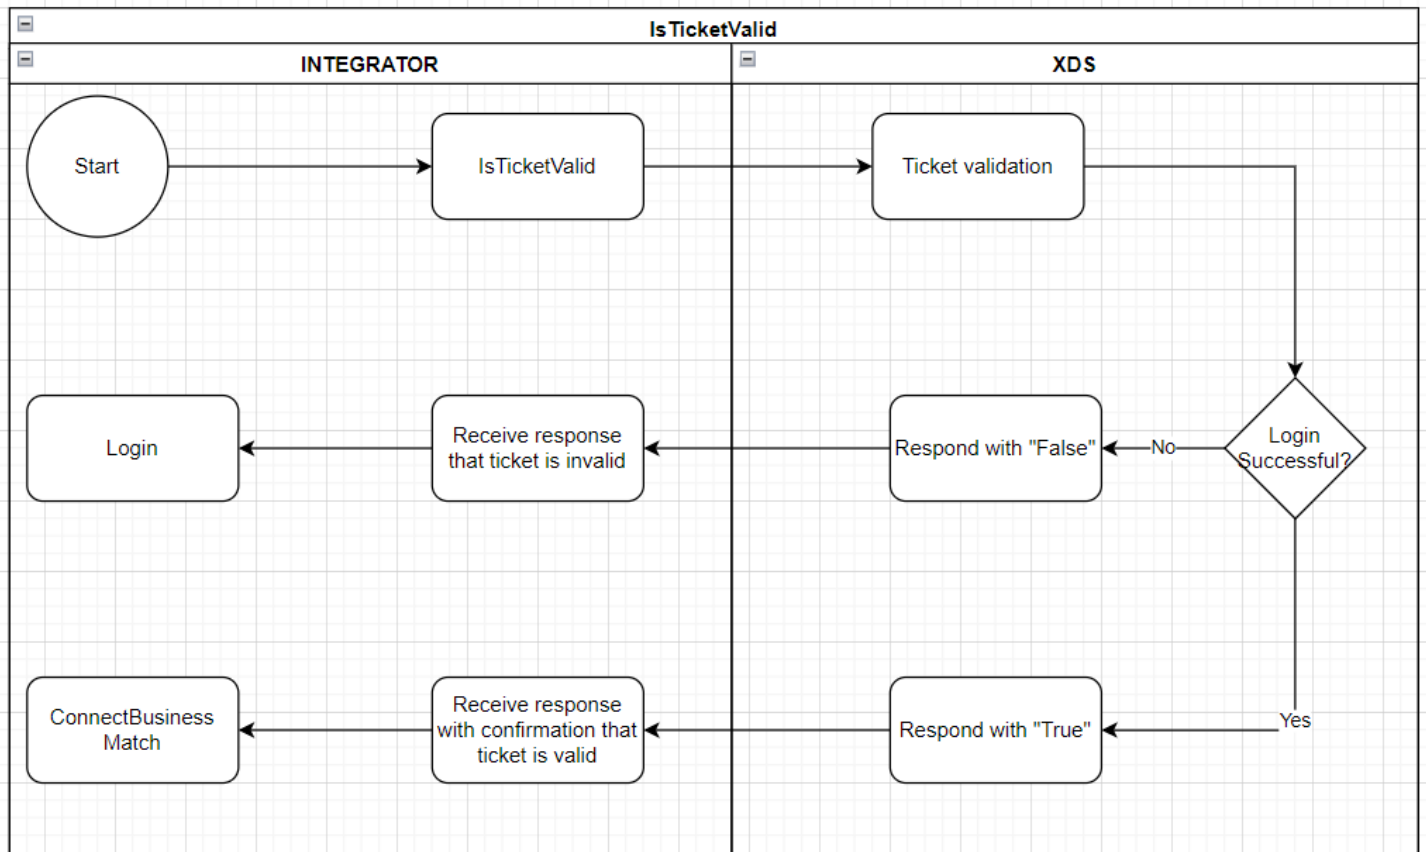 IsTicketValid
INTEGRATOR
XDS
Start
IsTicketValid
Ticket validation
Login
Receive response
that ticket is invalid
Respond with "False"
No
Login
Successful?
ConnectBusiness
Match
Receive response
with confirmation that
ticket is valid
Respond with "True"
Yes